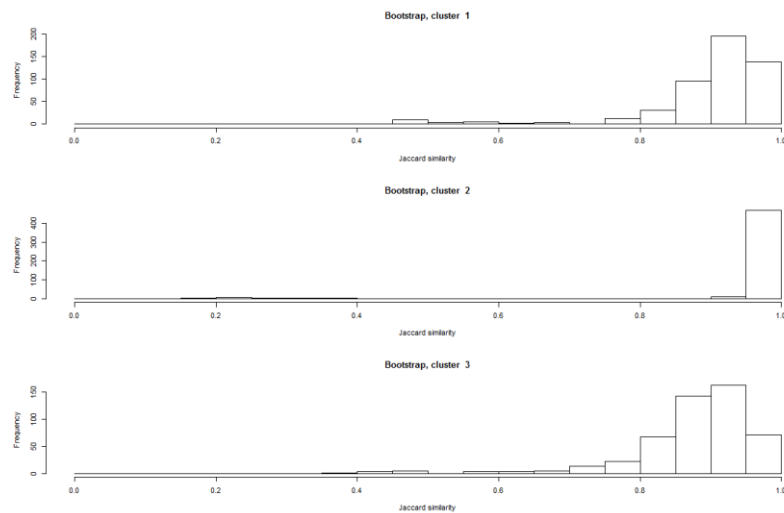 Bootstrap, cluster 1
Frequency
0 50 100 150 200
0.0 0.2 0.4 0.6 0.8 1.0
Jaccard similarity
Bootstrap, cluster 2
Frequency
0 100 200 300 400
0.0 0.2 0.4 0.6 0.8 1.0
Jaccard similarity
Bootstrap, cluster 3
Frequency
0 50 100 150
0.0 0.2 0.4 0.6 0.8 1.0
Jaccard similarity